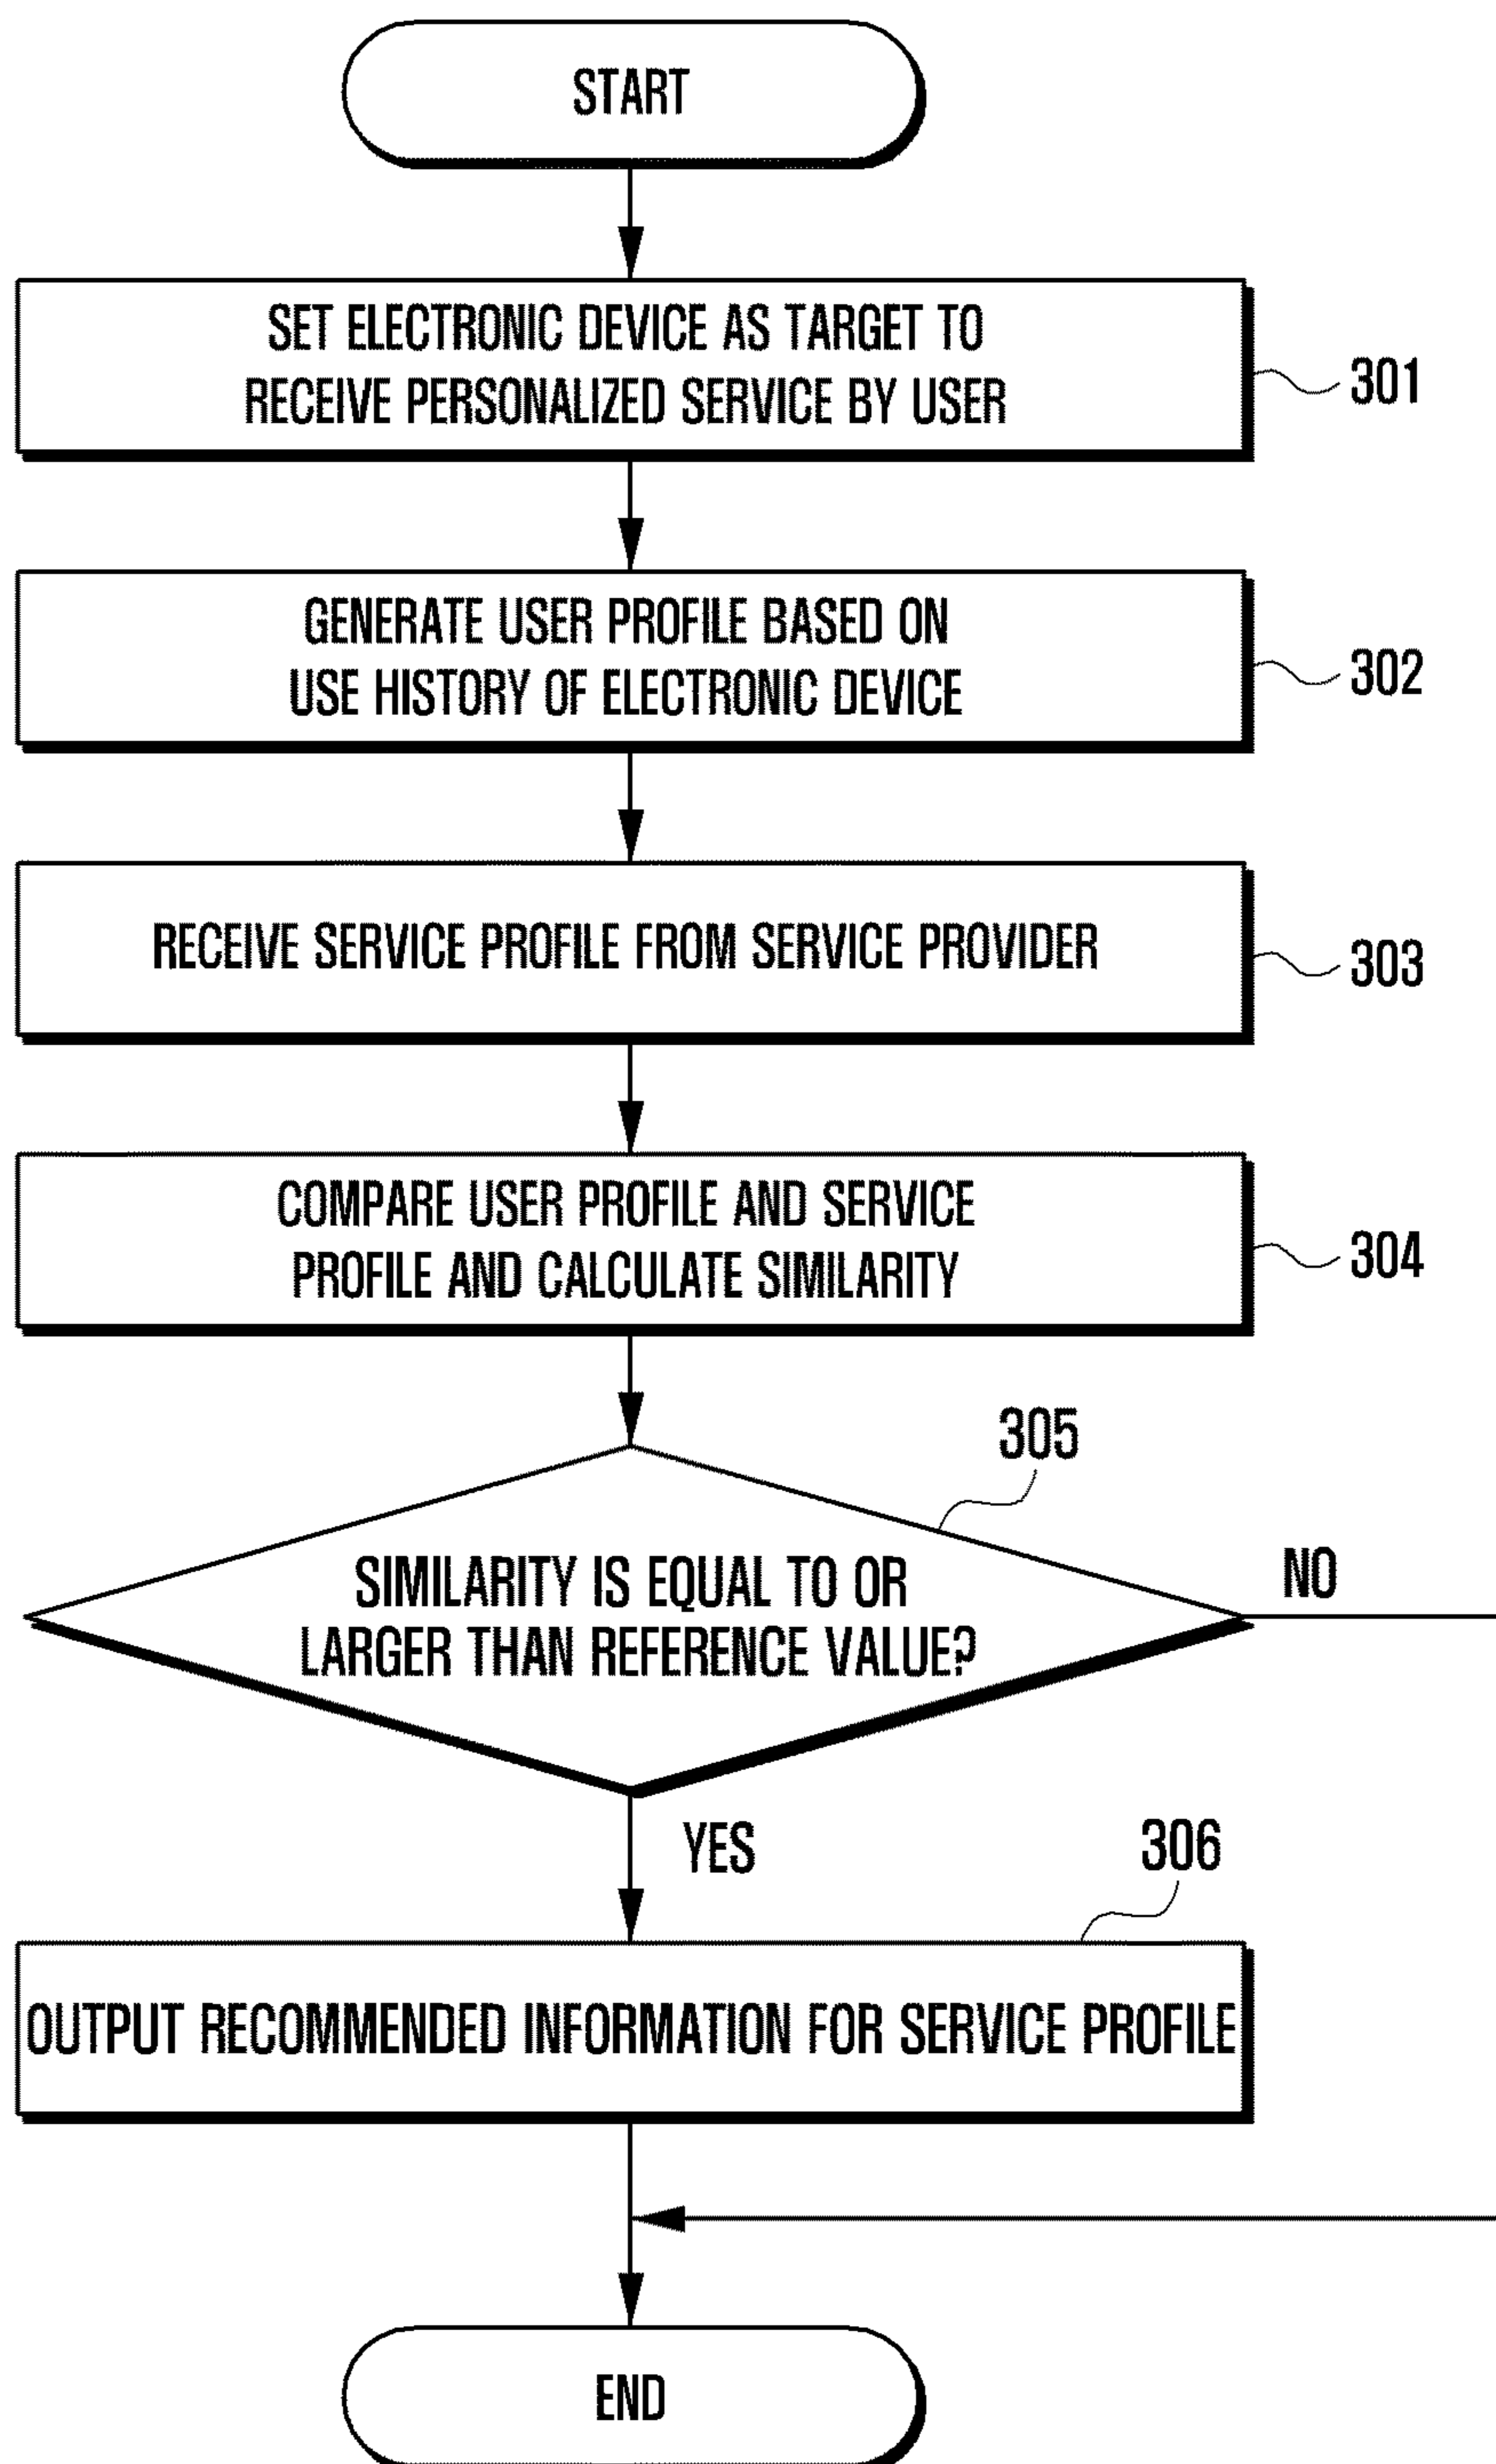 START
SET ELECTRONIC DEVICE AS TARGET TO
RECEIVE PERSONALIZED SERVICE BY USER
301
GENERATE USER PROFILE BASED ON
USE HISTORY OF ELECTRONIC DEVICE
302
RECEIVE SERVICE PROFILE FROM SERVICE PROVIDER
303
COMPARE USER PROFILE AND SERVICE
PROFILE AND CALCULATE SIMILARITY
304
305
SIMILARITY IS EQUAL TO OR
LARGER THAN REFERENCE VALUE?
NO
YES
306
OUTPUT RECOMMENDED INFORMATION FOR SERVICE PROFILE
END